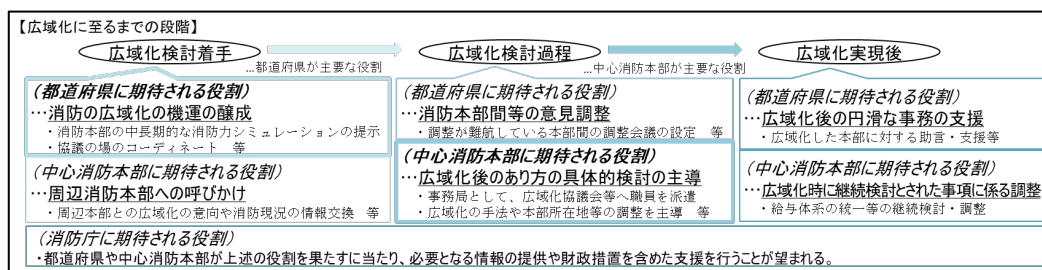 【広域化に至るまでの段階】
広域化検討着手
…都道府県が主要な役割
広域化検討過程
…中心消防本部が主要な役割
広域化実現後
(都道府県に期待される役割)
…消防の広域化の機運の醸成
・消防本部の中長期的な消防力シミュレーションの提示
・協議の場のコーディネート 等
(中心消防本部に期待される役割)
…周辺消防本部への呼びかけ
・周辺本部との広域化の意向や消防現況の情報交換 等
(都道府県に期待される役割)
…消防本部間等の意見調整
・調整が難航している本部間の調整会議の設定 等
(中心消防本部に期待される役割)
…広域化後のあり方の具体的検討の主導
・事務局として、広域化協議会等へ職員を派遣
・広域化の手法や本部所在地等の調整を主導 等
(都道府県に期待される役割)
…広域化後の円滑な事務の支援
・広域化した本部に対する助言・支援等
(中心消防本部に期待される役割)
…広域化時に継続検討とされた事項に係る調整
・給与体系の統一等の継続検討・調整
(消防庁に期待される役割)
・都道府県や中心消防本部が上述の役割を果たすに当たり、必要となる情報の提供や財政措置を含めた支援を行うことが望まれる。